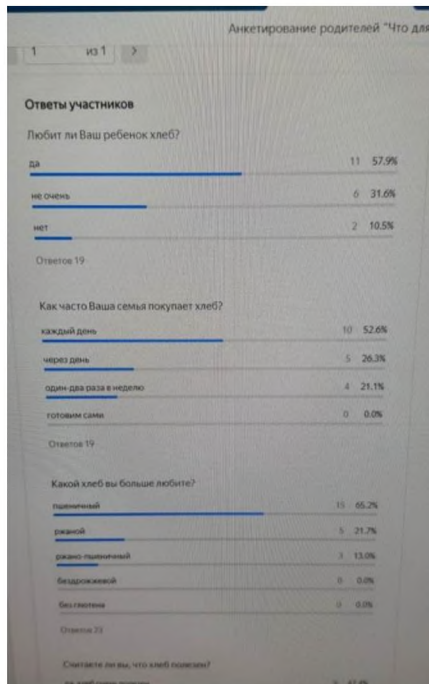 Анкетирование родителей "Что для
1 из 1 >
Ответы участников
Любит ли Ваш ребенок хлеб?
да 11 57.9%
не очень 6 31.6%
нет 2 10.5%
Ответов 19
Как часто Ваша семья покупает хлеб?
каждый день 10 52.6%
через день 5 26.3%
один-два раза в неделю 4 21.1%
готовим сами 0 0.0%
Ответов 19
Какой хлеб вы больше любите?
пшеничный 15 65.2%
ржаной 5 21.7%
ржано-пшеничный 3 13.0%
бездрожжевой 0 0.0%
без глютена 0 0.0%
Ответов 23
Считаете ли вы, что хлеб полезен?